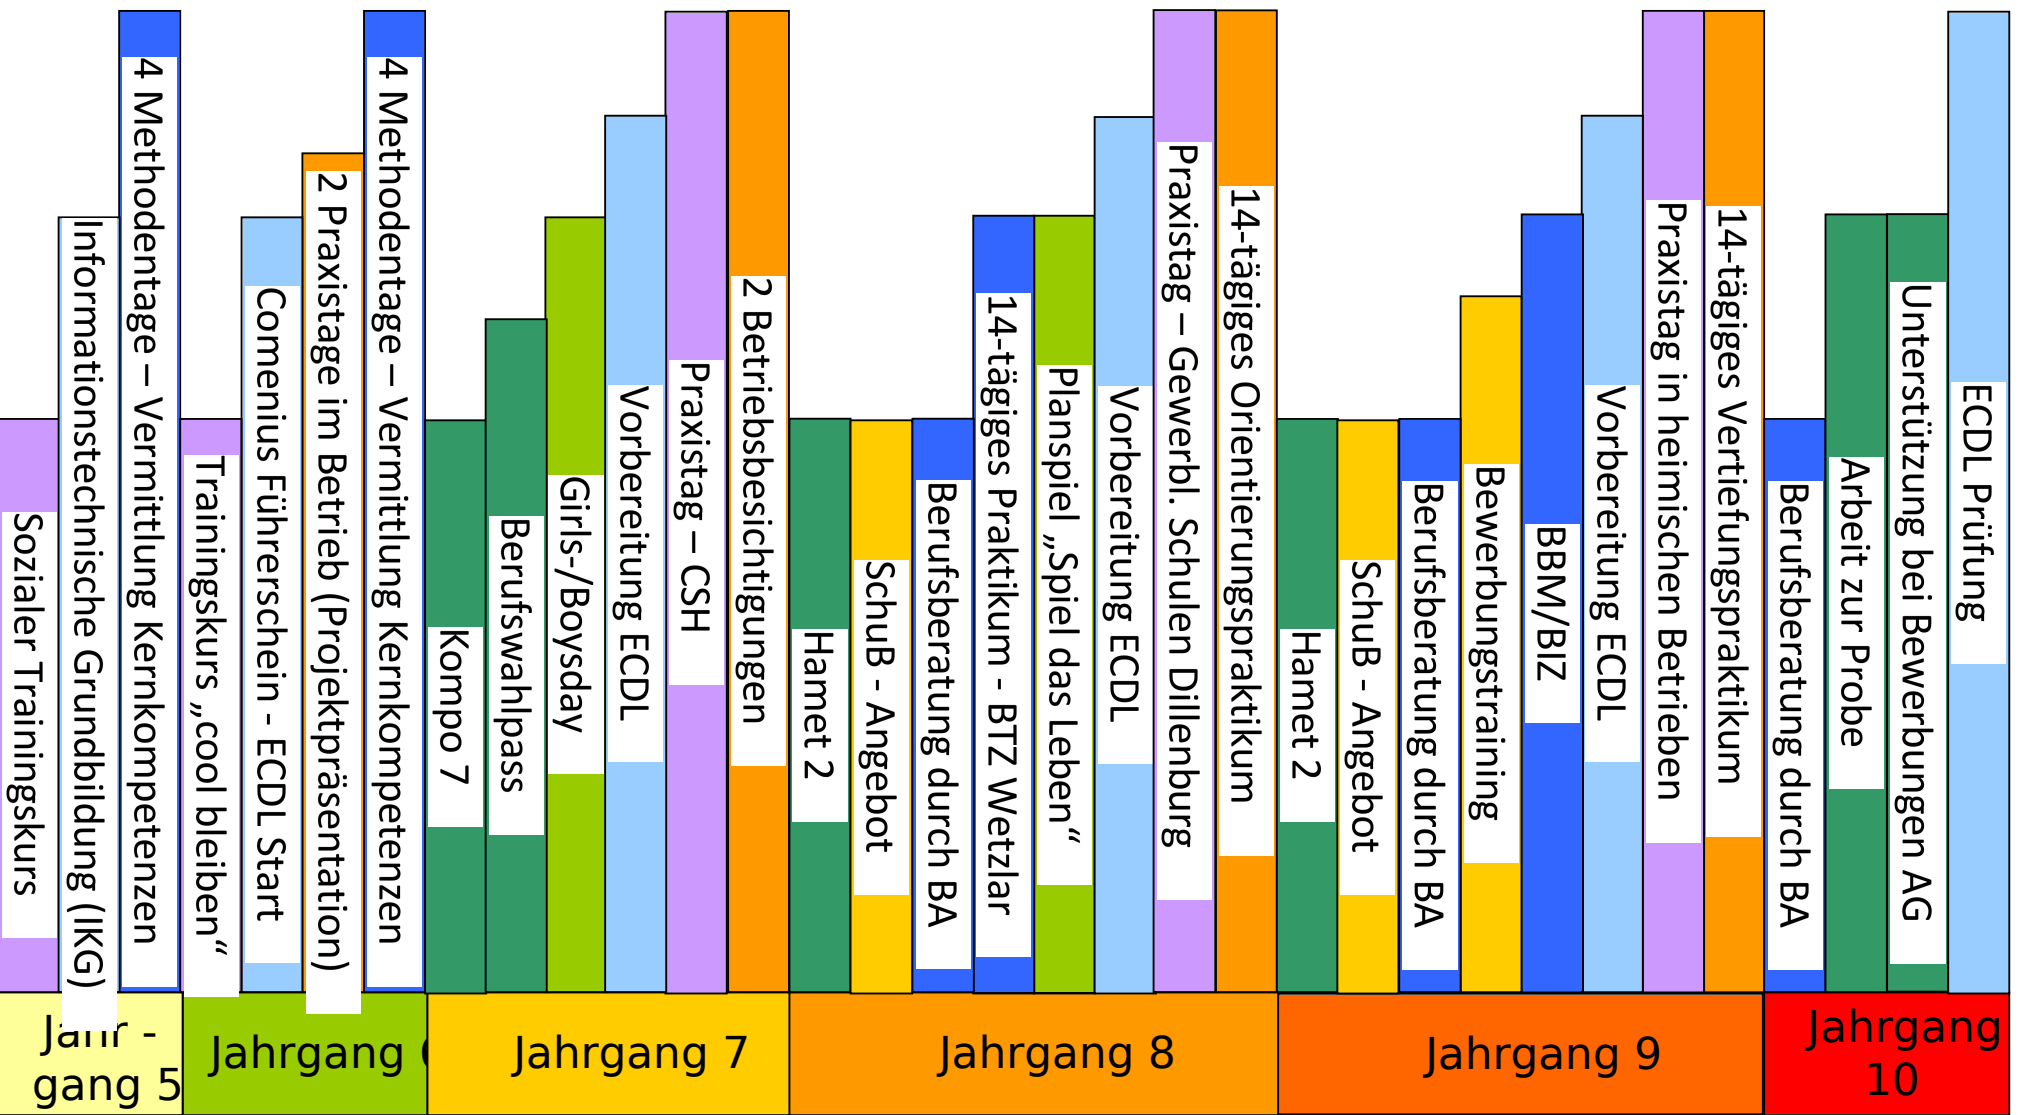 Sozialer Trainingskurs
Informationstechnische Grundbildung (IKG)
4 Methodentage – Vermittlung Kernkompetenzen
Trainingskurs „cool bleiben“
Comenius Führerschein - ECDL Start
2 Praxistage im Betrieb (Projektpräsentation)
4 Methodentage – Vermittlung Kernkompetenzen
Kompo 7
Berufswahlpass
Girls-/Boysday
Vorbereitung ECDL
Praxistag – CSH
2 Betriebsbesichtigungen
Hamet 2
SchuB - Angebot
Berufsberatung durch BA
14-tägiges Praktikum - BTZ Wetzlar
Planspiel „Spiel das Leben“
Vorbereitung ECDL
Praxistag – Gewerbl. Schulen Dillenburg
14-tägiges Orientierungspraktikum
Hamet 2
SchuB - Angebot
Berufsberatung durch BA
Bewerbungstraining
BBM/BIZ
Vorbereitung ECDL
Praxistag in heimischen Betrieben
14-tägiges Vertiefungspraktikum
Berufsberatung durch BA
Arbeit zur Probe
Unterstützung bei Bewerbungen AG
ECDL Prüfung
Jahr -
gang 5
Jahrgang 6
Jahrgang 7
Jahrgang 8
Jahrgang 9
Jahrgang
10